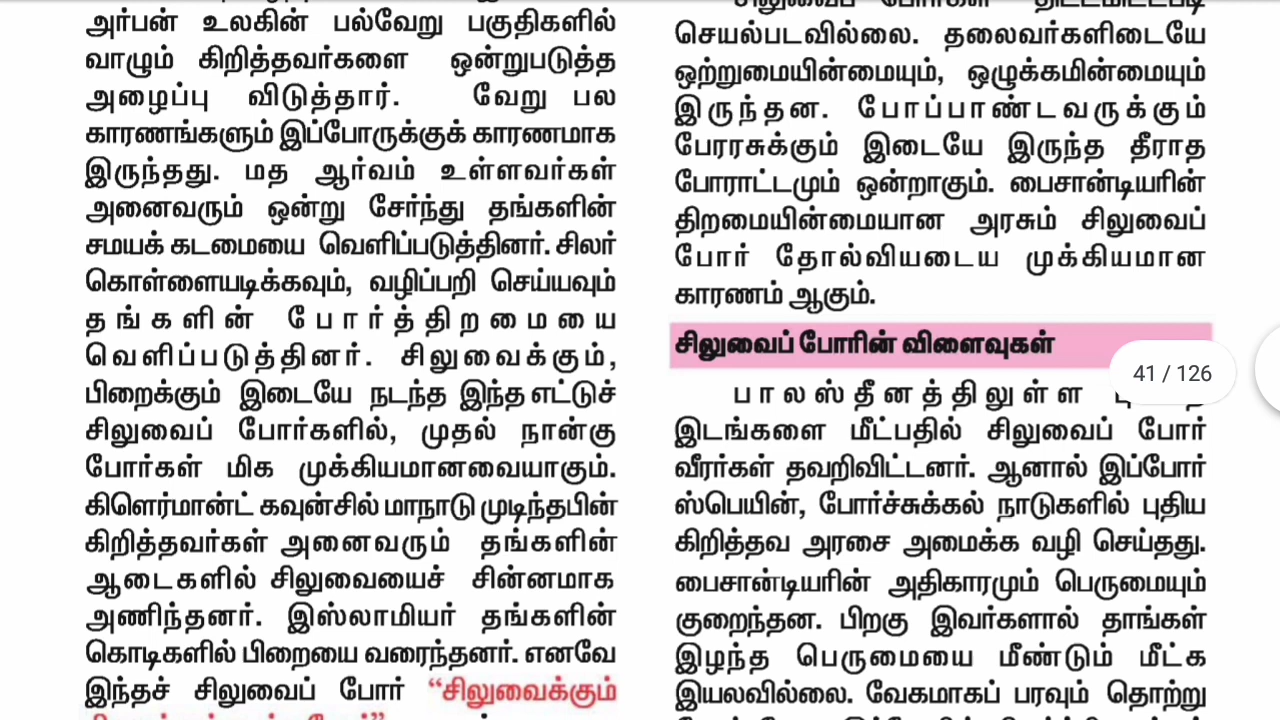 அர்பன் உலகின் பல்வேறு பகுதிகளில்
வாழும் கிறித்தவர்களை ஒன்றுபடுத்த
அழைப்பு விடுத்தார். வேறு பல
காரணங்களும் இப்போருக்குக் காரணமாக
இருந்தது. மத ஆர்வம் உள்ளவர்கள்
அனைவரும் ஒன்று சேர்ந்து தங்களின்
சமயக் கடமையை வெளிப்படுத்தினர். சிலர்
கொள்ளையடிக்கவும், வழிப்பறி செய்யவும்
தங்களின் போர்த்திறமையை
வெளிப்படுத்தினர். சிலுவைக்கும்,
பிறைக்கும் இடையே நடந்த இந்த எட்டுச்
சிலுவைப் போர்களில், முதல் நான்கு
போர்கள் மிக முக்கியமானவையாகும்.
கிளெர்மாண்ட் கவுன்சில் மாநாடு முடிந்தபின்
கிறித்தவர்கள் அனைவரும் தங்களின்
ஆடைகளில் சிலுவையைச் சின்னமாக
அணிந்தனர். இஸ்லாமியர் தங்களின்
கொடிகளில் பிறையை வரைந்தனர். எனவே
இந்தச் சிலுவைப் போர் “சிலுவைக்கும்
செயல்படவில்லை. தலைவர்களிடையே
ஒற்றுமையின்மையும், ஒழுக்கமின்மையும்
இருந்தன. போப்பாண்டவருக்கும்
பேரரசுக்கும் இடையே இருந்த தீராத
போராட்டமும் ஒன்றாகும். பைசாண்டியரின்
திறமையின்மையான அரசும் சிலுவைப்
போர் தோல்வியடைய முக்கியமான
காரணம் ஆகும்.
சிலுவைப் போரின் விளைவுகள்
பாலஸ்தீனத்திலுள்ள
இடங்களை மீட்பதில் சிலுவைப் போர்
வீரர்கள் தவறிவிட்டனர். ஆனால் இப்போர்
ஸ்பெயின், போர்ச்சுக்கல் நாடுகளில் புதிய
கிறித்தவ அரசை அமைக்க வழி செய்தது.
பைசாண்டியரின் அதிகாரமும் பெருமையும்
குறைந்தன. பிறகு இவர்களால் தாங்கள்
இழந்த பெருமையை மீண்டும் மீட்க
இயலவில்லை. வேகமாகப் பரவும் தொற்று
41 / 126